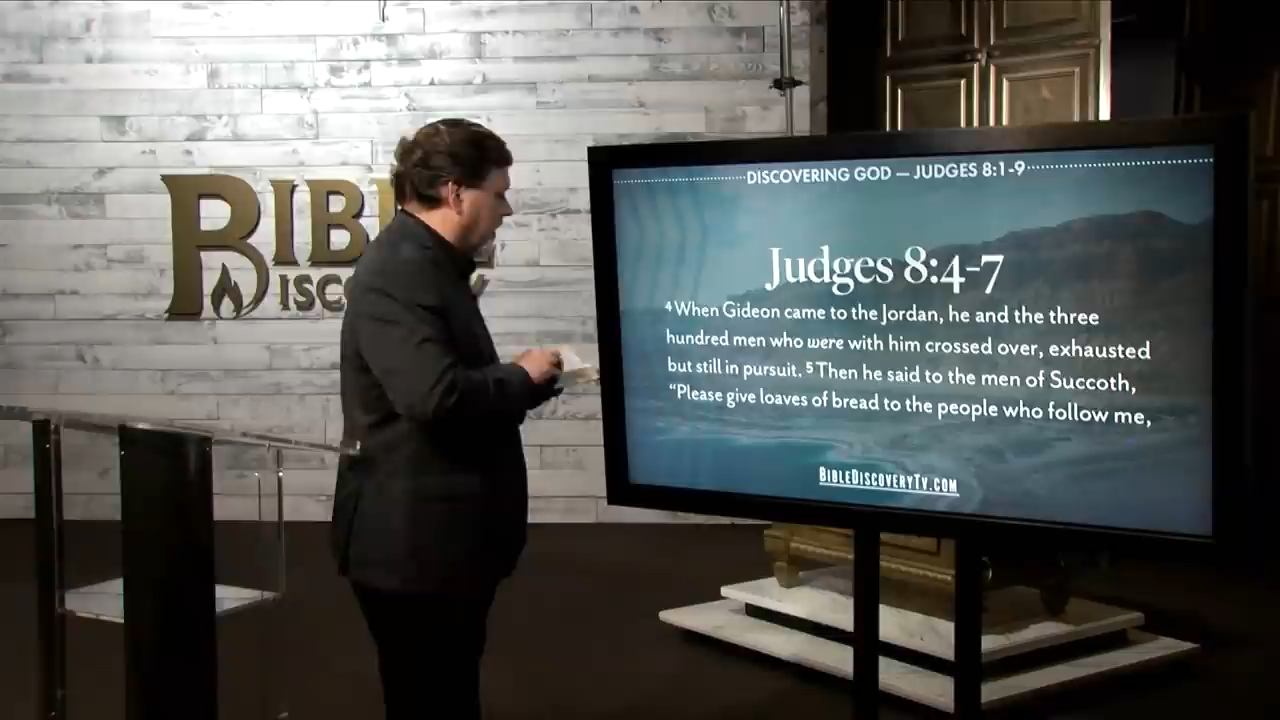 BIB
ISC
DISCOVERING GOD — JUDGES 8:1-9
Judges 8:4-7
4 When Gideon came to the Jordan, he and the three
hundred men who were with him crossed over, exhausted
but still in pursuit. 5 Then he said to the men of Succoth,
“Please give loaves of bread to the people who follow me,
BIBLEDISCOVERYTV.COM